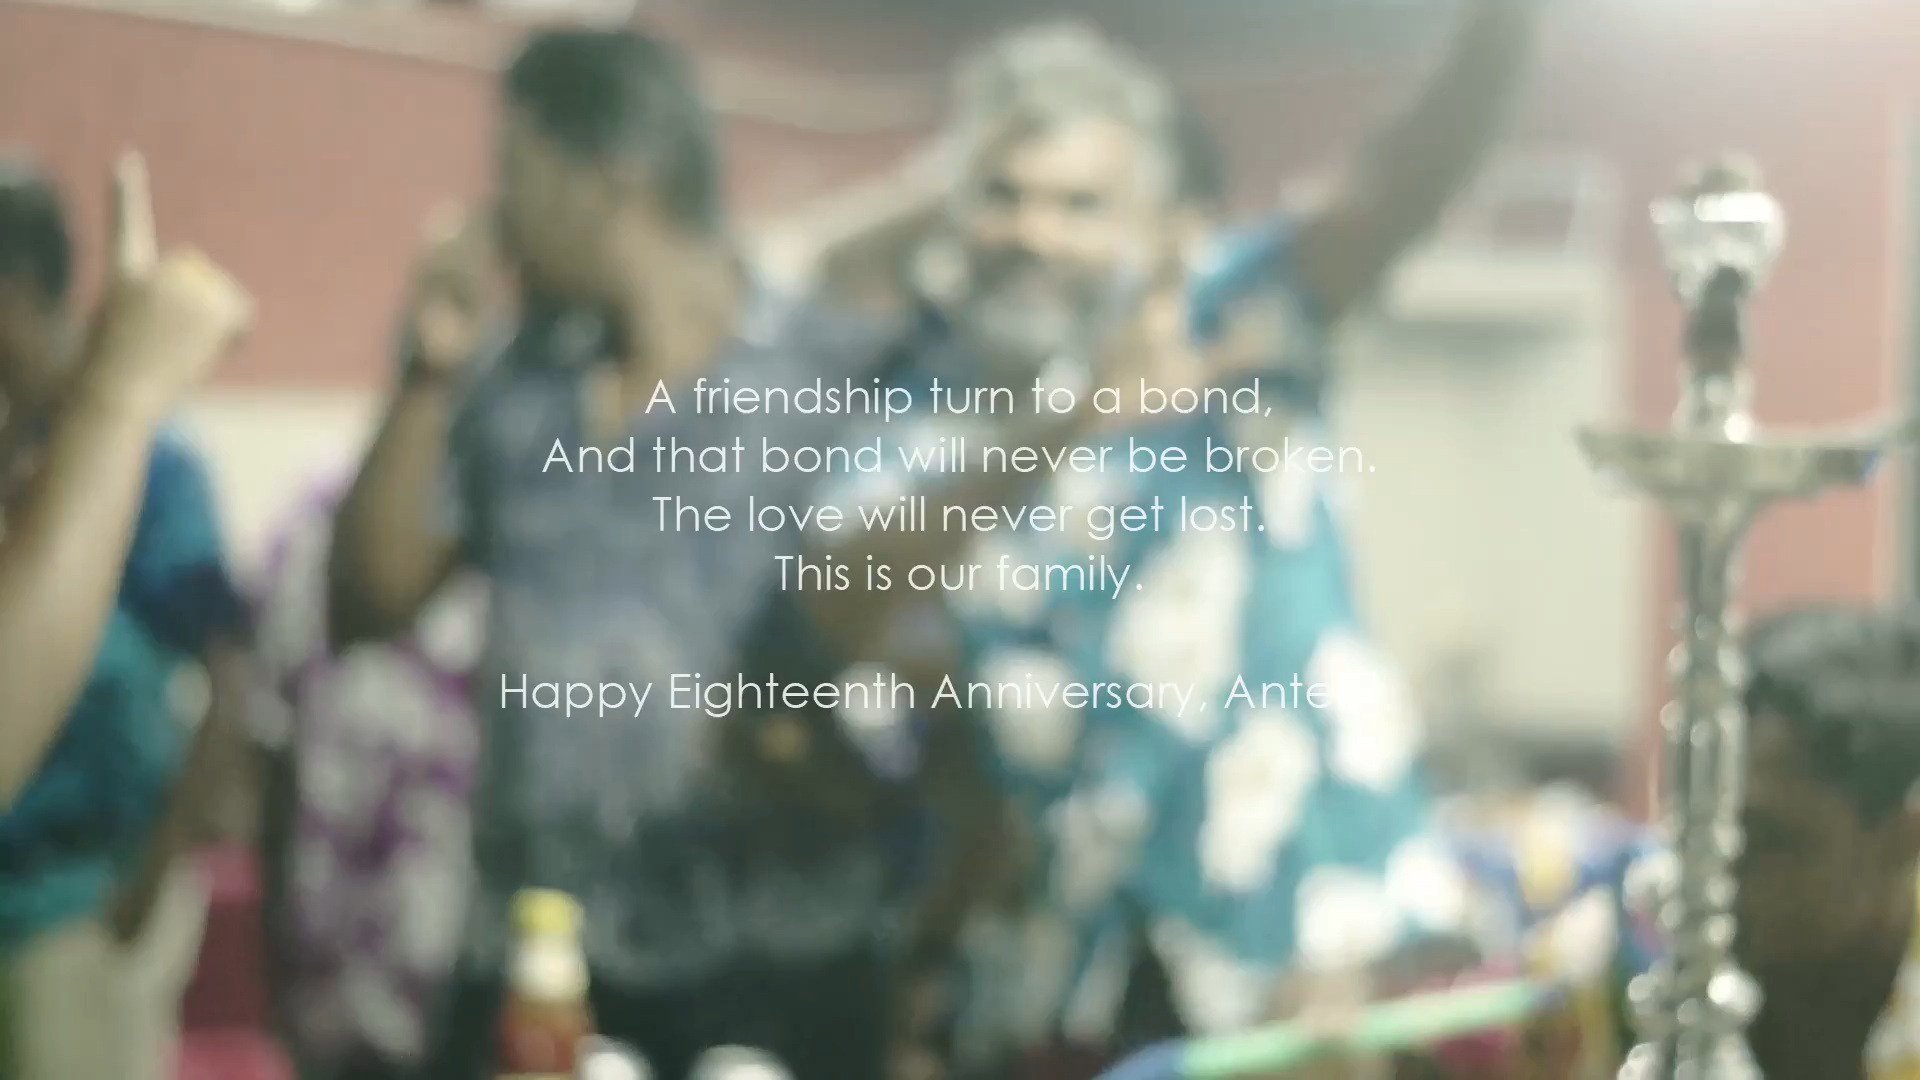 A friendship turn to a bond,
And that bond will never be broken.
The love will never get lost.
This is our family.
Happy Eighteenth Anniversary,